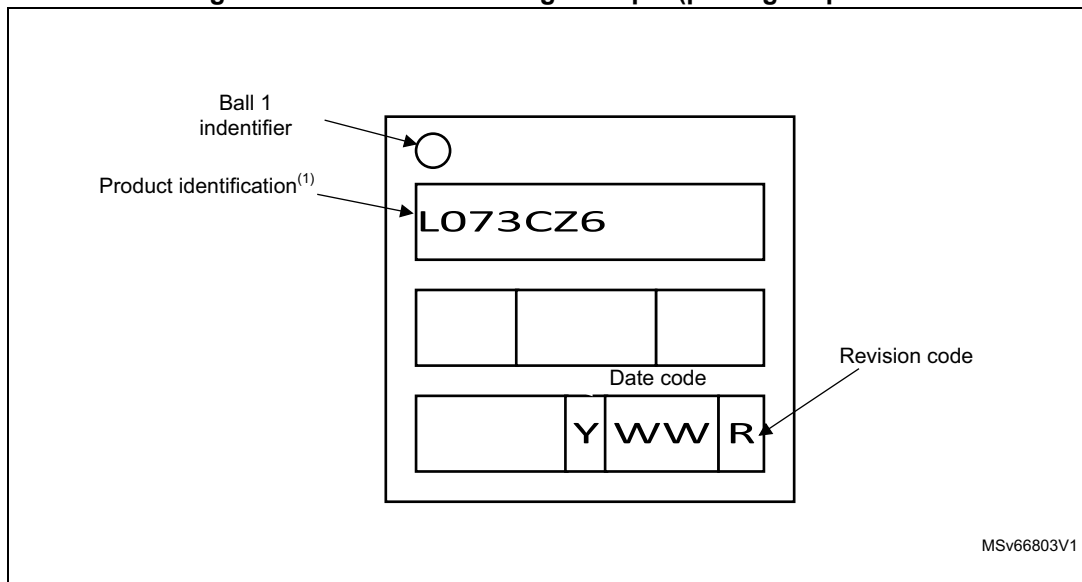 Ball 1
indentifier
Product identification(1)
L073CZ6
Revision code
Date code
Y WW R
MSv66803V1